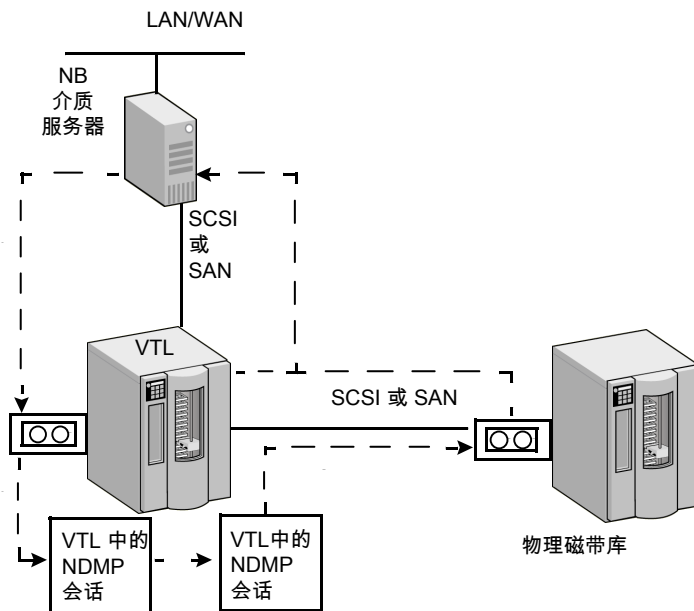 LAN/WAN
NB
介质
服务器
SCSI
或
SAN
VTL
SCSI 或 SAN
VTL 中的
NDMP
会话
VTL中的
NDMP
会话
物理磁带库